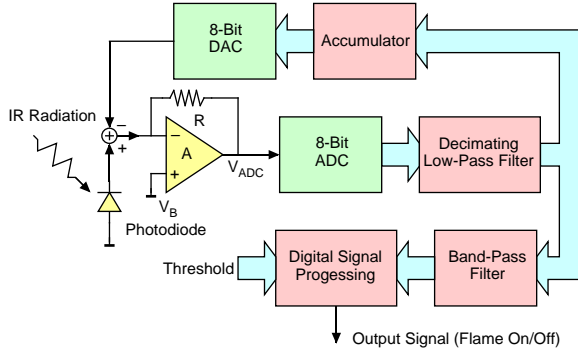 8-Bit
DAC
Accumulator
IR Radiation
−
+
R
−
A
+
V_B
V_ADC
8-Bit
ADC
Decimating
Low-Pass Filter
Photodiode
Threshold
Digital Signal
Progessing
Band-Pass
Filter
Output Signal (Flame On/Off)